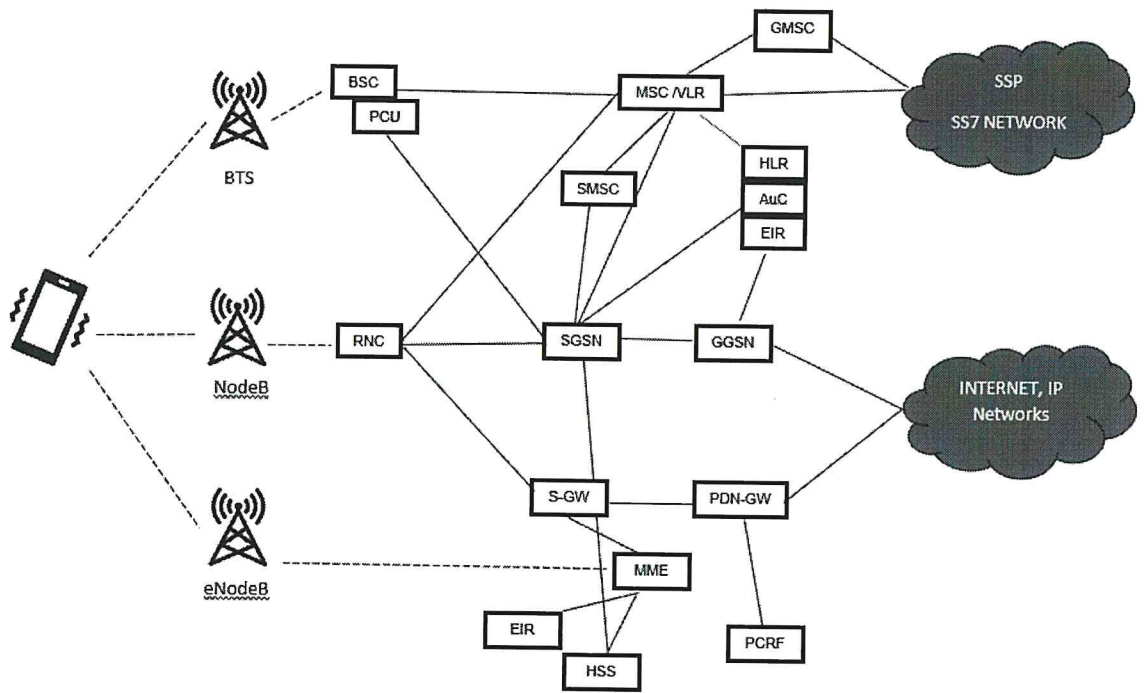 GMSC
SSP
SS7 NETWORK
BSC
MSC /VLR
PCU
BTS
SMSC
HLR
AuC
EIR
RNC
SGSN
GGSN
NodeB
INTERNET, IP
Networks
S-GW
PDN-GW
eNodeB
MME
EIR
PCRF
HSS